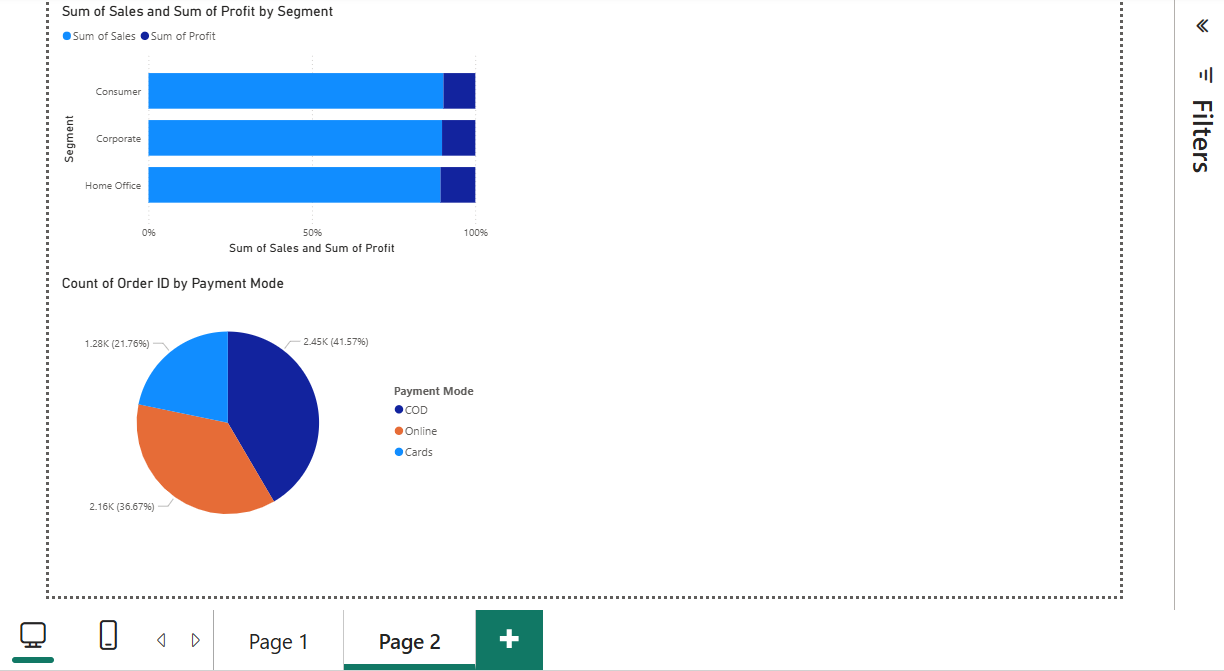 Sum of Sales and Sum of Profit by Segment
Sum of Sales Sum of Profit
Segment
Consumer
Corporate
Home Office
0% 50% 100%
Sum of Sales and Sum of Profit
Count of Order ID by Payment Mode
1.28K (21.76%)
2.45K (41.57%)
2.16K (36.67%)
Payment Mode
COD
Online
Cards
Filters
Page 1 Page 2